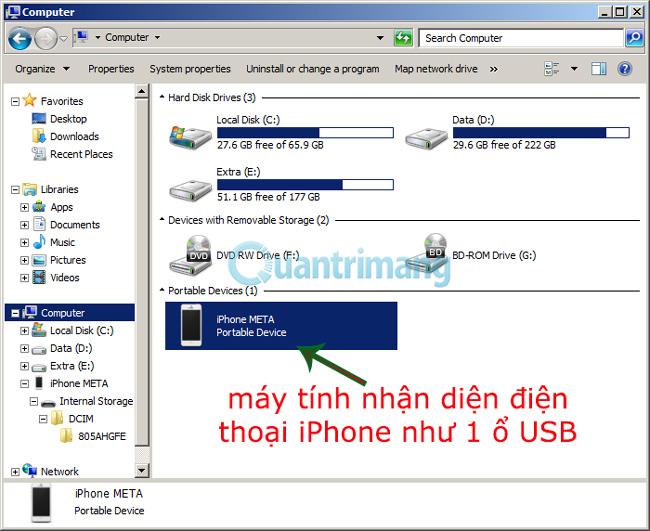 Computer
Computer
Search Computer
Organize Properties System properties Uninstall or change a program Map network drive »
Favorites
Desktop
Downloads
Recent Places
Libraries
Apps
Documents
Music
Pictures
Videos
Computer
Local Disk (C:)
Data (D:)
Extra (E:)
iPhone META
Internal Storage
DCIM
805AHGFE
Network
Hard Disk Drives (3)
Local Disk (C:)
27.6 GB free of 65.9 GB
Data (D:)
29.6 GB free of 222 GB
Extra (E:)
51.1 GB free of 177 GB
Devices with Removable Storage (2)
DVD
DVD RW Drive (F:)
BD
BD-ROM Drive (G:)
Quantrimang
Portable Devices (1)
iPhone META
Portable Device
máy tính nhận diện điện
thoại iPhone như 1 ổ USB
iPhone META
Portable Device